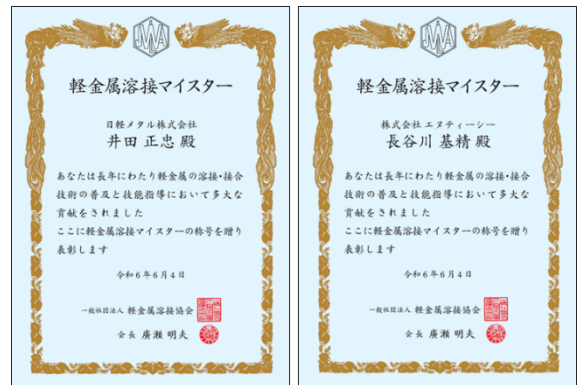 軽金属溶接マイスター
日軽メタル株式会社
井田 正忠 殿
あなたは長年にわたり軽金属の溶接・接合
技術の普及と技能指導において多大な
貢献をされました
ここに軽金属溶接マイスターの称号を贈り
表彰します
令和6年6月4日
一般社団法人 軽金属溶接協会
会長 廣瀬 明夫
軽金属溶接マイスター
株式会社 エヌティーシー
長谷川 基精 殿
あなたは長年にわたり軽金属の溶接・接合
技術の普及と技能指導において多大な
貢献をされました
ここに軽金属溶接マイスターの称号を贈り
表彰します
令和6年6月4日
一般社団法人 軽金属溶接協会
会長 廣瀬 明夫